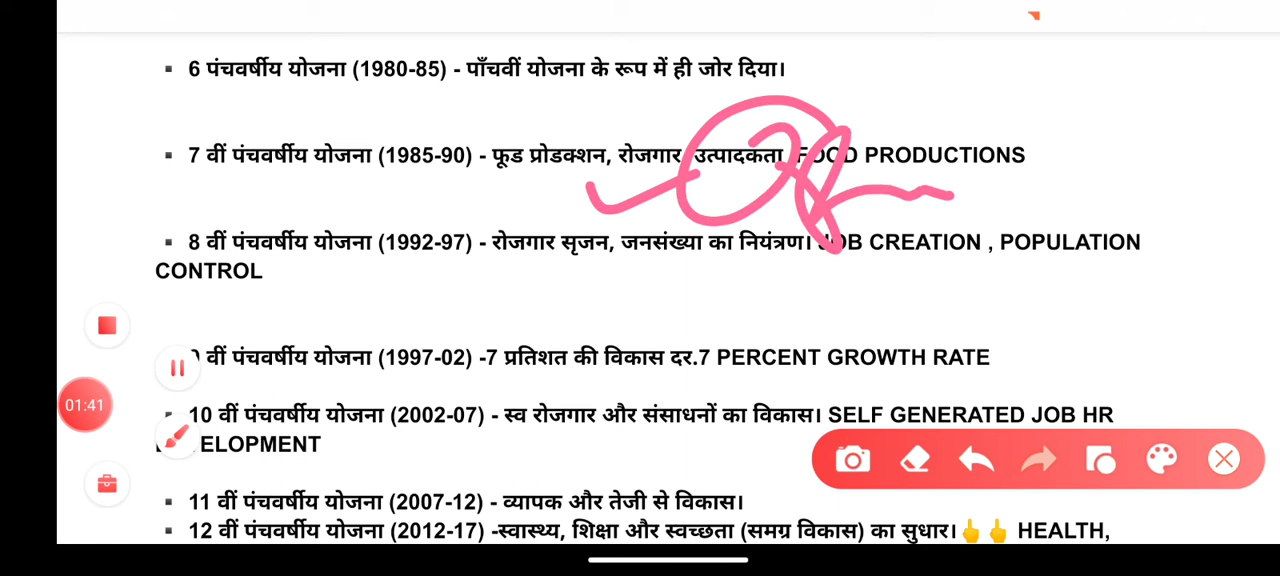 ▪ 6 पंचवर्षीय योजना (1980-85) - पाँचवीं योजना के रूप में ही जोर दिया।
▪ 7 वीं पंचवर्षीय योजना (1985-90) - फूड प्रोडक्शन, रोजगार, उत्पादकता FOOD PRODUCTIONS
▪ 8 वीं पंचवर्षीय योजना (1992-97) - रोजगार सृजन, जनसंख्या का नियंत्रण। JOB CREATION , POPULATION
CONTROL
वीं पंचवर्षीय योजना (1997-02) -7 प्रतिशत की विकास दर.7 PERCENT GROWTH RATE
01:41
▪ 10 वीं पंचवर्षीय योजना (2002-07) - स्व रोजगार और संसाधनों का विकास। SELF GENERATED JOB HR
ELOPMENT
▪ 11 वीं पंचवर्षीय योजना (2007-12) - व्यापक और तेजी से विकास।
▪ 12 वीं पंचवर्षीय योजना (2012-17) -स्वास्थ्य, शिक्षा और स्वच्छता (समग्र विकास) का सुधार।👆👆 HEALTH,